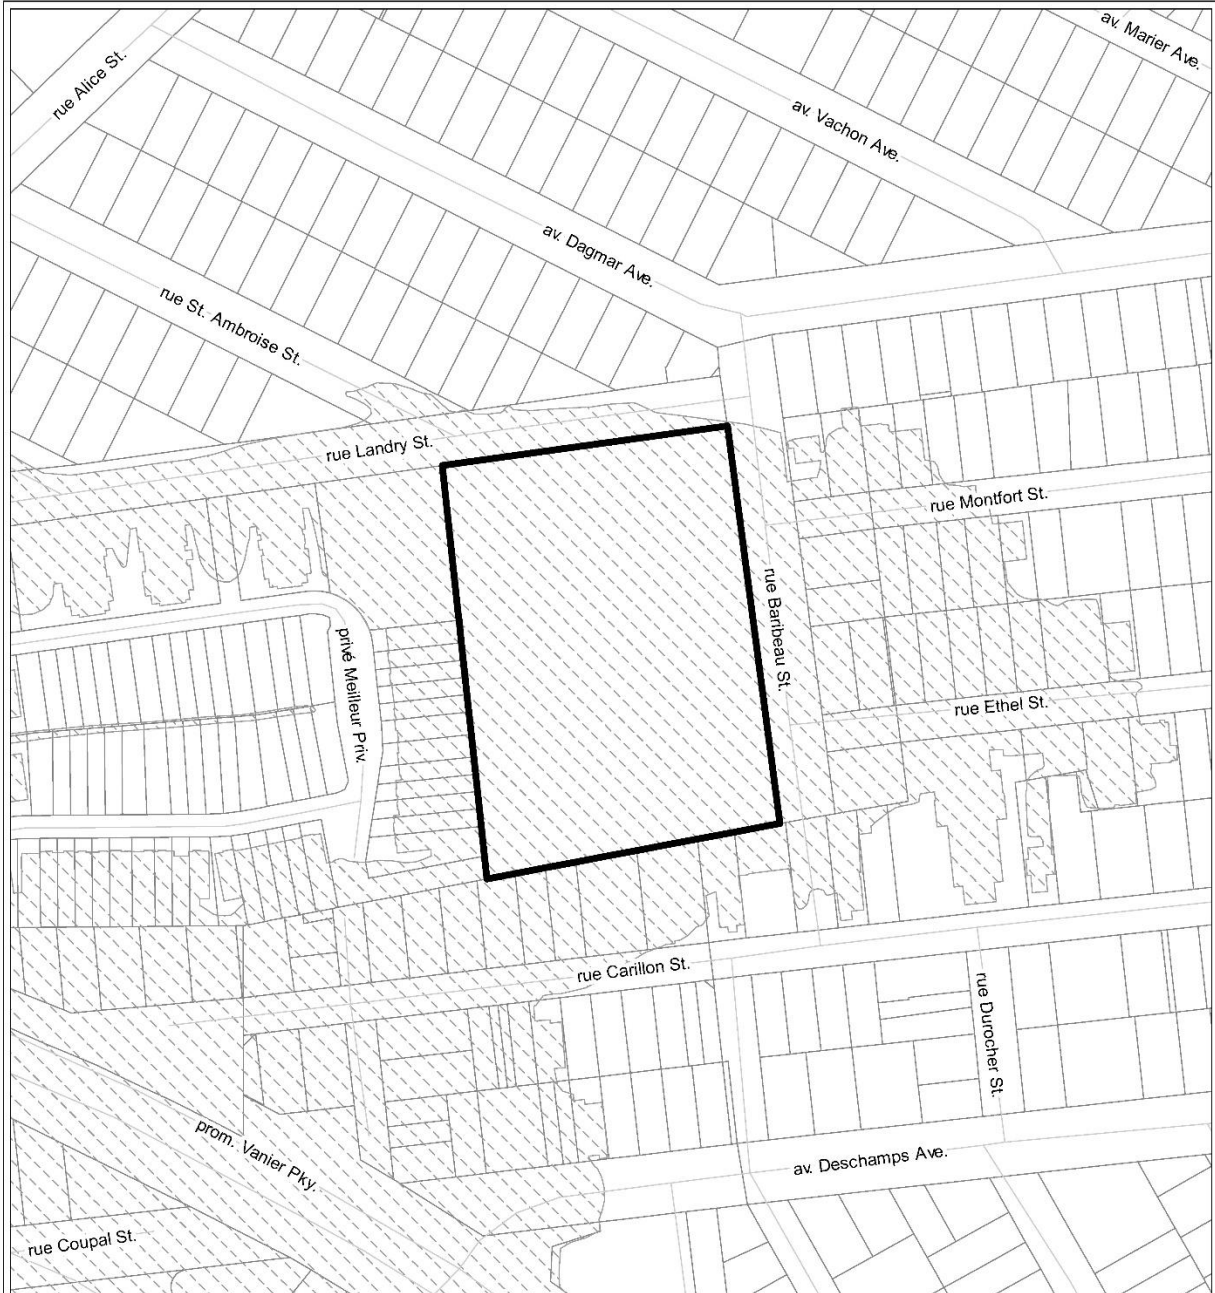 av. Marier Ave.
rue Alice St.
av. Vachon Ave.
av. Dagmar Ave.
rue St. Ambroise St.
rue Landry St.
rue Montfort St.
rue Baribeau St.
privé Meilleur Priv.
rue Ethel St.
rue Carillon St.
rue Durocher St.
prom. Vanier Pky.
av. Deschamps Ave.
rue Coupal St.